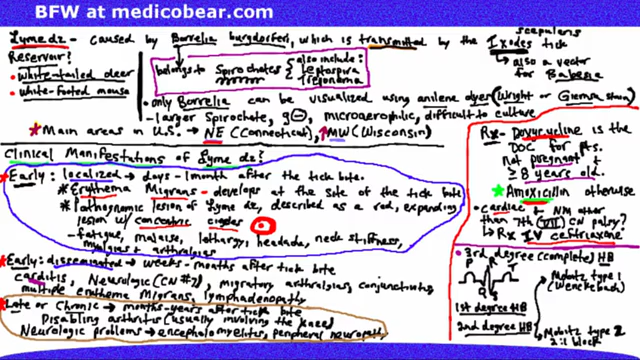 BFW at medicobear.com
Lyme dz - caused by Borrelia burgdorferi, which is transmitted by the Ixodes tick
scapularis
Reservoir?
• white-tailed deer
• white-footed mouse
belongs to Spirochetes
also include:
Leptospira
Treponema
→ also a vector
for Babesia
• only Borrelia can be visualized using aniline dyes (Wright or Giemsa stain)
- larger Spirochete, g⊖, microaerophilic, difficult to culture
* Main areas in U.S. → NE (Connecticut), MW (Wisconsin)
Clinical Manifestations of Lyme dz?
* Early: localized → days - 1 month after the tick bite.
* Erythema Migrans - develops at the site of the tick bite
* pathognomic lesion of Lyme dz, described as a red, expanding
lesion w/ concentric circles
- fatigue, malaise, lethargy, headache, neck stiffness,
myalgias & arthralgias
* Early: disseminated → weeks - months after tick bite
carditis, Neurologic (CN #7), migratory arthralgias, conjunctivitis,
multiple erythema migrans, lymphadenopathy
* Late or Chronic → months-years after tick bite
Disabling arthritis (usually involving the knee)
Neurologic problems → encephalomyelitis, peripheral neuropathy
Rx - Doxycycline is the
DOC for pts.
not pregnant &
≥ 8 years old.
* Amoxicillin otherwise
• Cardiac & NM other
than 7th (VII) CN palsy?
↳ Rx IV ceftriaxone
• 3rd degree (complete) HB
P
R
Q
S
T
1st degree HB
2nd degree HB
Mobitz type 1
(Wenckebach)
Mobitz type 2
2:1 block